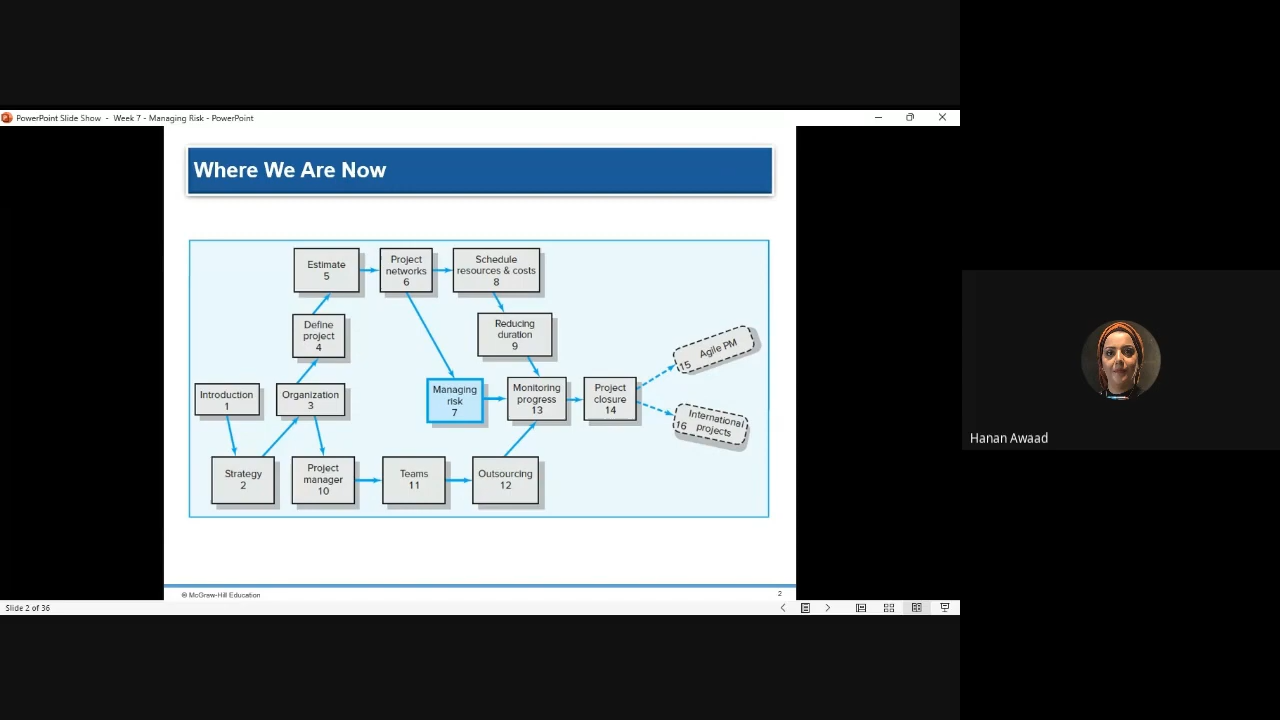 PowerPoint Slide Show - Week 7 - Managing Risk - PowerPoint
Where We Are Now
Estimate
5
Project
networks
6
Schedule
resources & costs
8
Define
project
4
Reducing
duration
9
Agile PM
15
Introduction
1
Organization
3
Managing
risk
7
Monitoring
progress
13
Project
closure
14
International
projects
16
Strategy
2
Project
manager
10
Teams
11
Outsourcing
12
© McGraw-Hill Education
2
Slide 2 of 36
Hanan Awaad